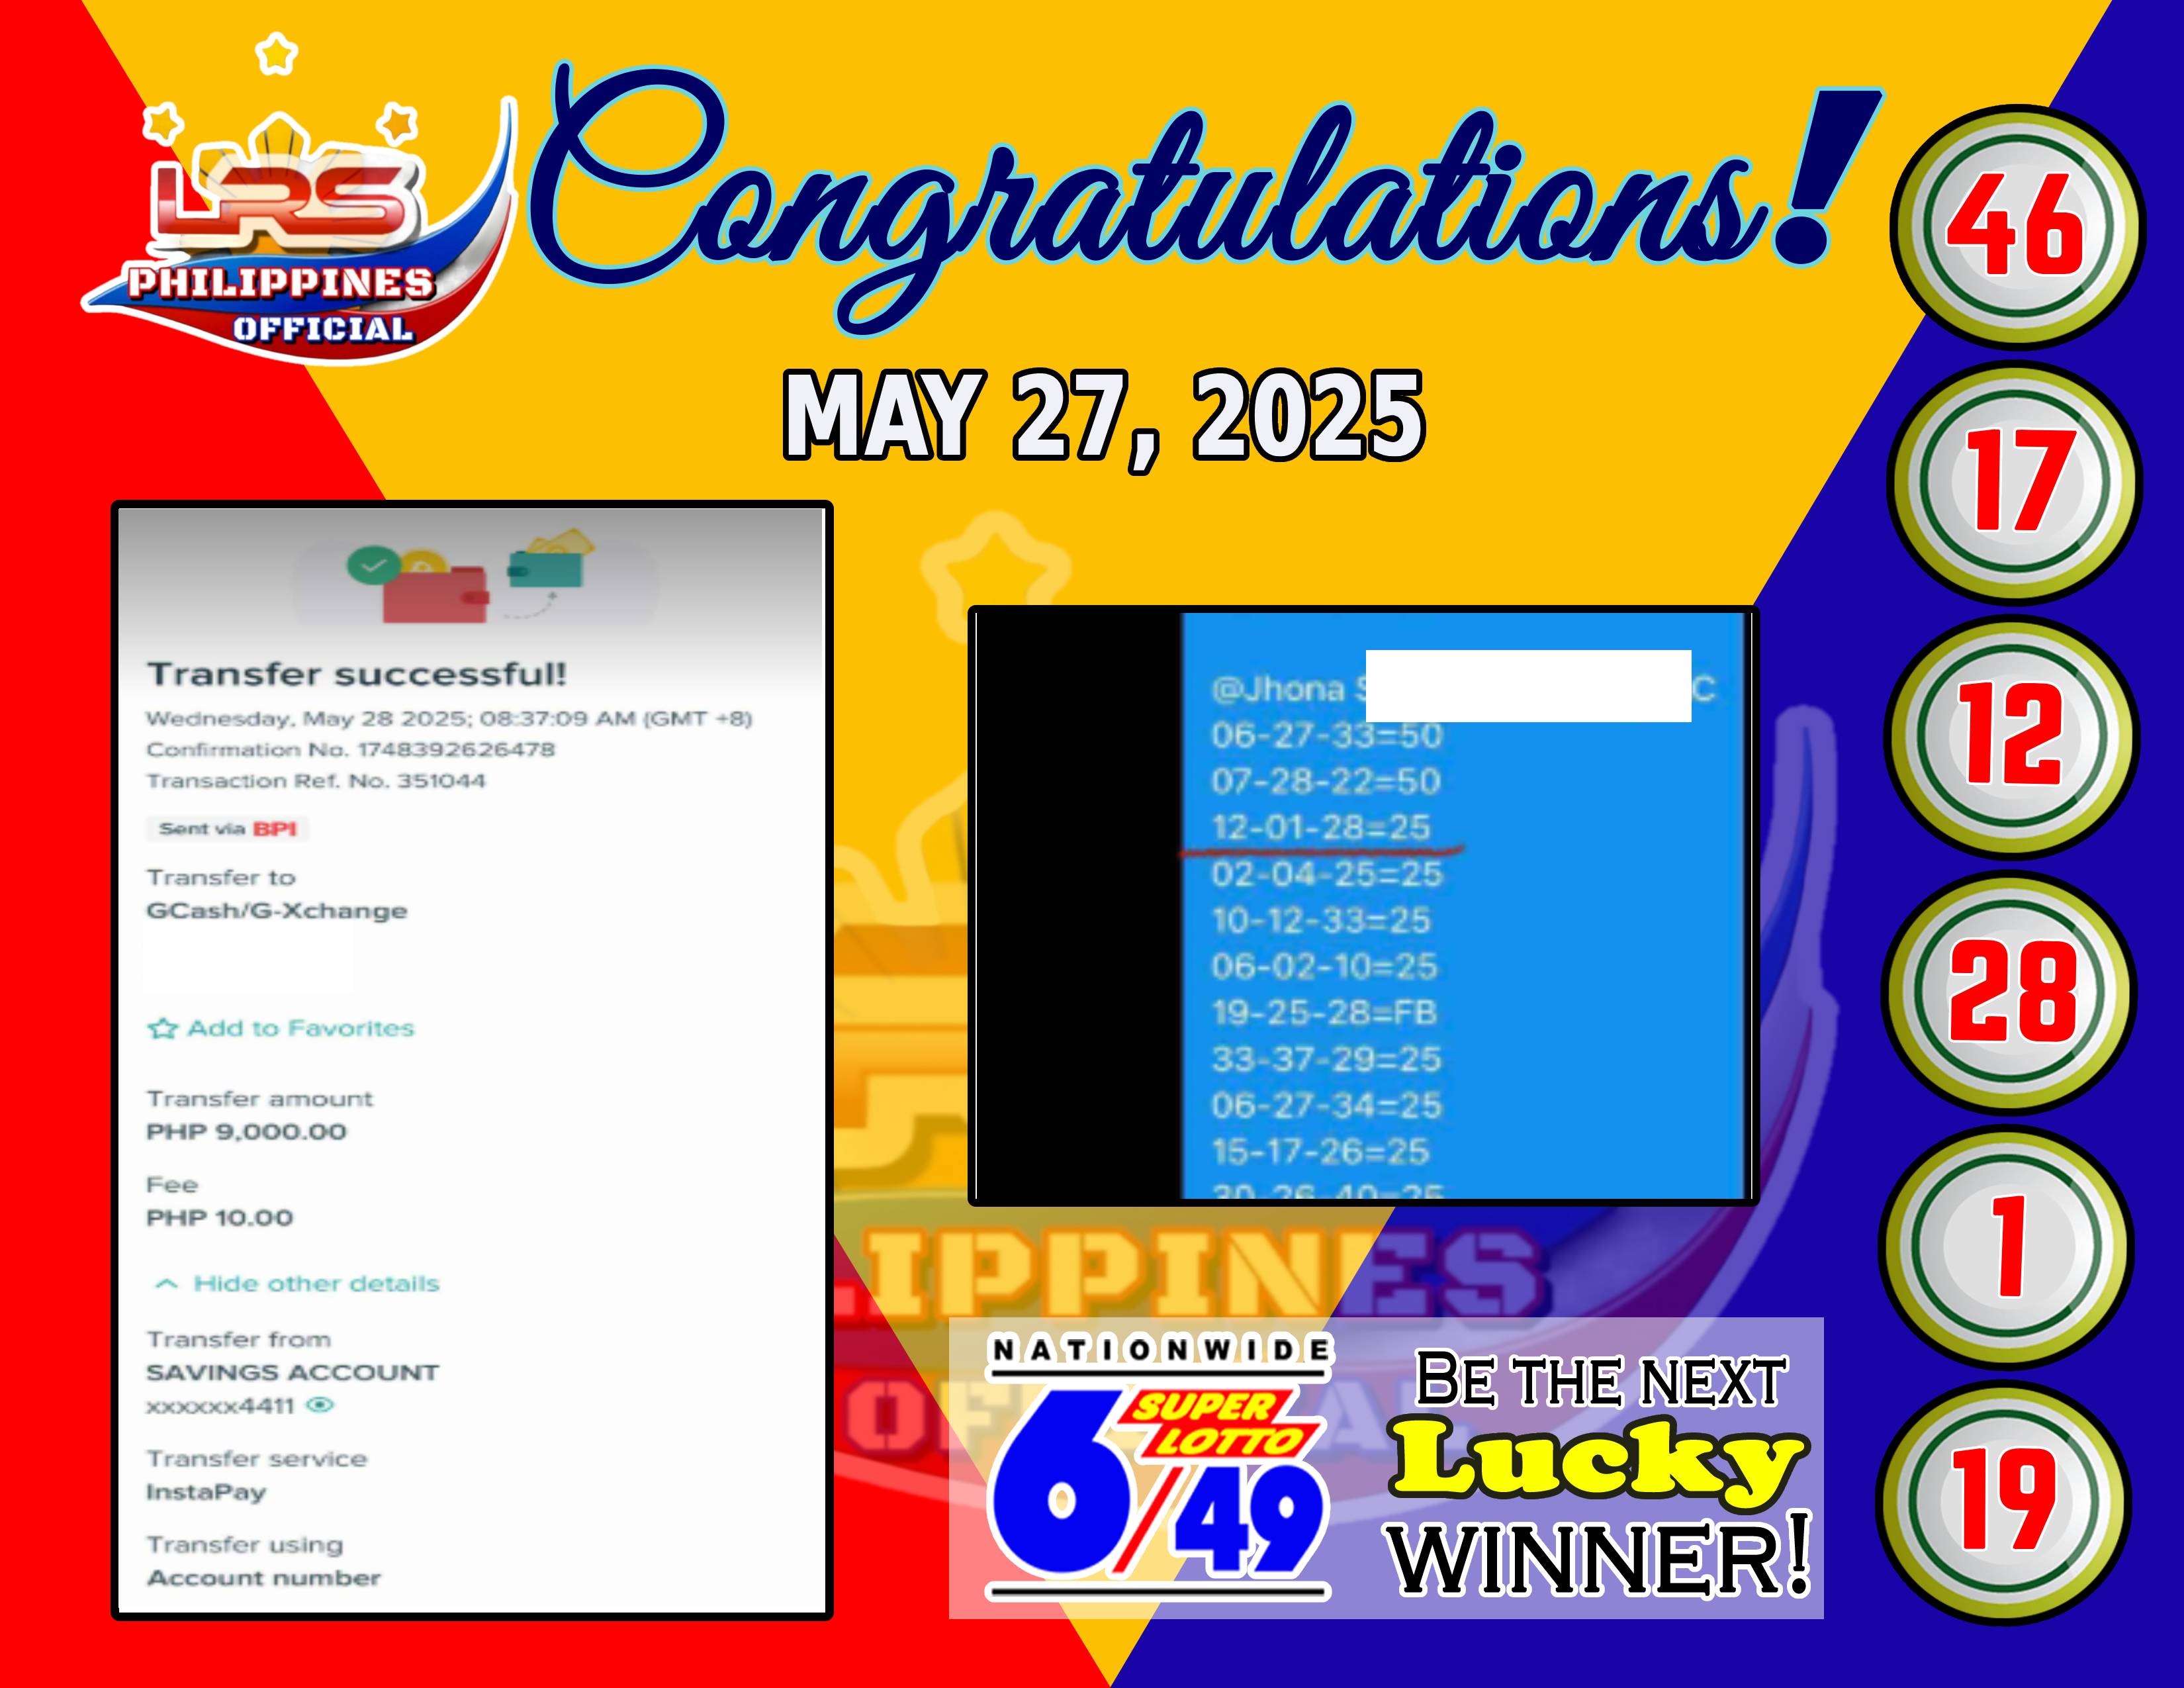 LRS
PHILIPPINES
OFFICIAL
Congratulations!
MAY 27, 2025
Transfer successful!
Wednesday, May 28 2025; 08:37:09 AM (GMT +8)
Confirmation No. 1748392626478
Transaction Ref. No. 351044
Sent via BPI
Transfer to
GCash/G-Xchange
Add to Favorites
Transfer amount
PHP 9,000.00
Fee
PHP 10.00
Hide other details
Transfer from
SAVINGS ACCOUNT
xxxxxx4411
Transfer service
InstaPay
Transfer using
Account number
@Jhona S C
06-27-33=50
07-28-22=50
12-01-28=25
02-04-25=25
10-12-33=25
06-02-10=25
19-25-28=FB
33-37-29=25
06-27-34=25
15-17-26=25
30-26-40=25
LIPPINES
NATIONWIDE
6/49
SUPER
LOTTO
BE THE NEXT
Lucky
WINNER!
46
17
12
28
1
19